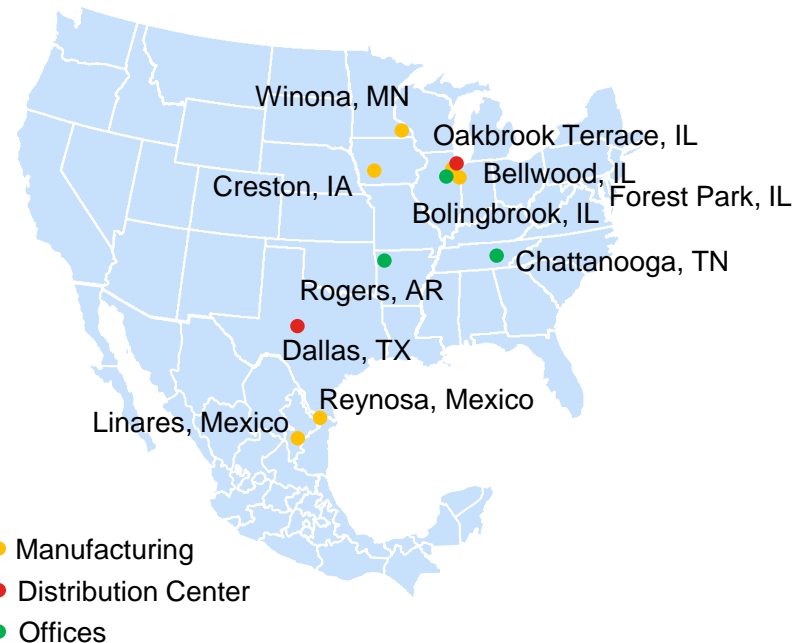 Winona, MN
Oakbrook Terrace, IL
Creston, IA
Bellwood, IL
Forest Park, IL
Bolingbrook, IL
Chattanooga, TN
Rogers, AR
Dallas, TX
Reynosa, Mexico
Linares, Mexico
Manufacturing
Distribution Center
Offices